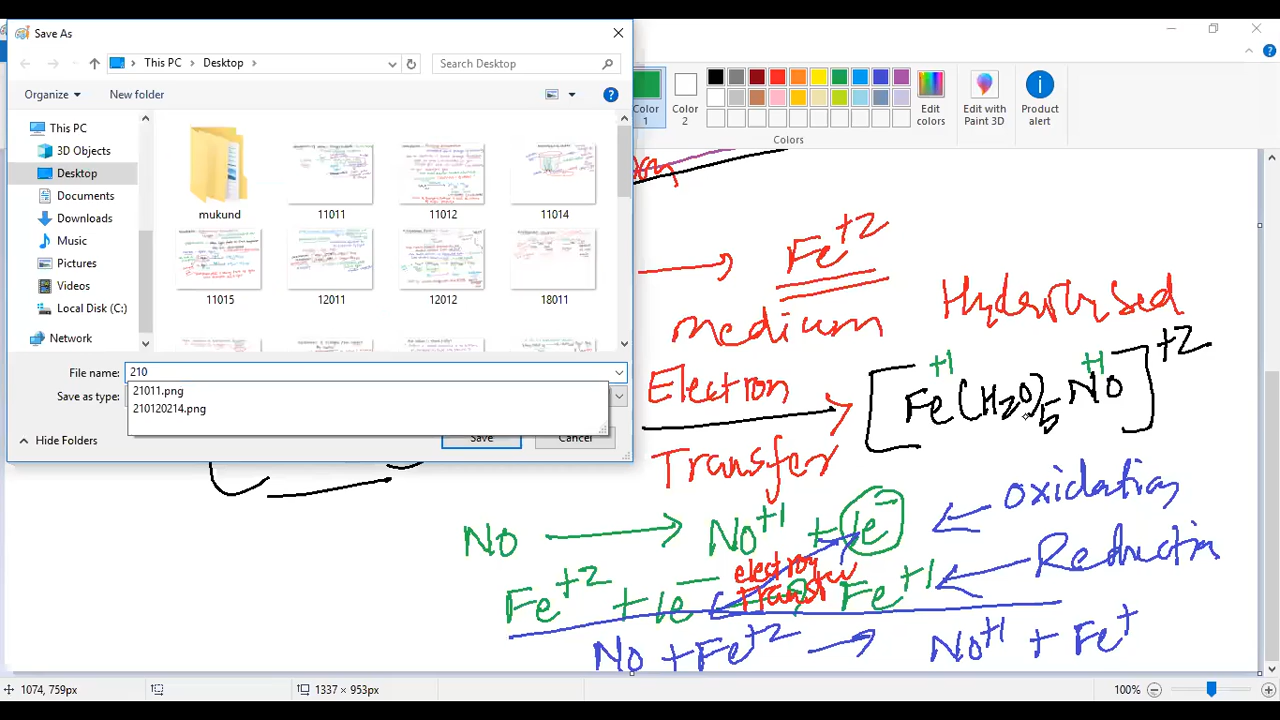 Save As
This PC
Desktop
Search Desktop
Organize
New folder
This PC
3D Objects
Desktop
Documents
Downloads
Music
Pictures
Videos
Local Disk (C:)
Network
mukund
11011
11012
11014
11015
12011
12012
18011
File name:
210
Save as type:
21011.png
210120214.png
Hide Folders
Save
Cancel
Color 1
Color 2
Edit colors
Edit with Paint 3D
Product alert
Colors
Fe+2
medium
Hydrolysed
Electron
Transfer
+1 +1
[Fe(H2O)5 NO]+2
NO → NO+1 + 1e− ← oxidation
electron transfer
Fe+2 + 1e− → Fe+1 ← Reduction
NO + Fe+2 → NO+1 + Fe+
1074, 759px
1337 × 953px
100%